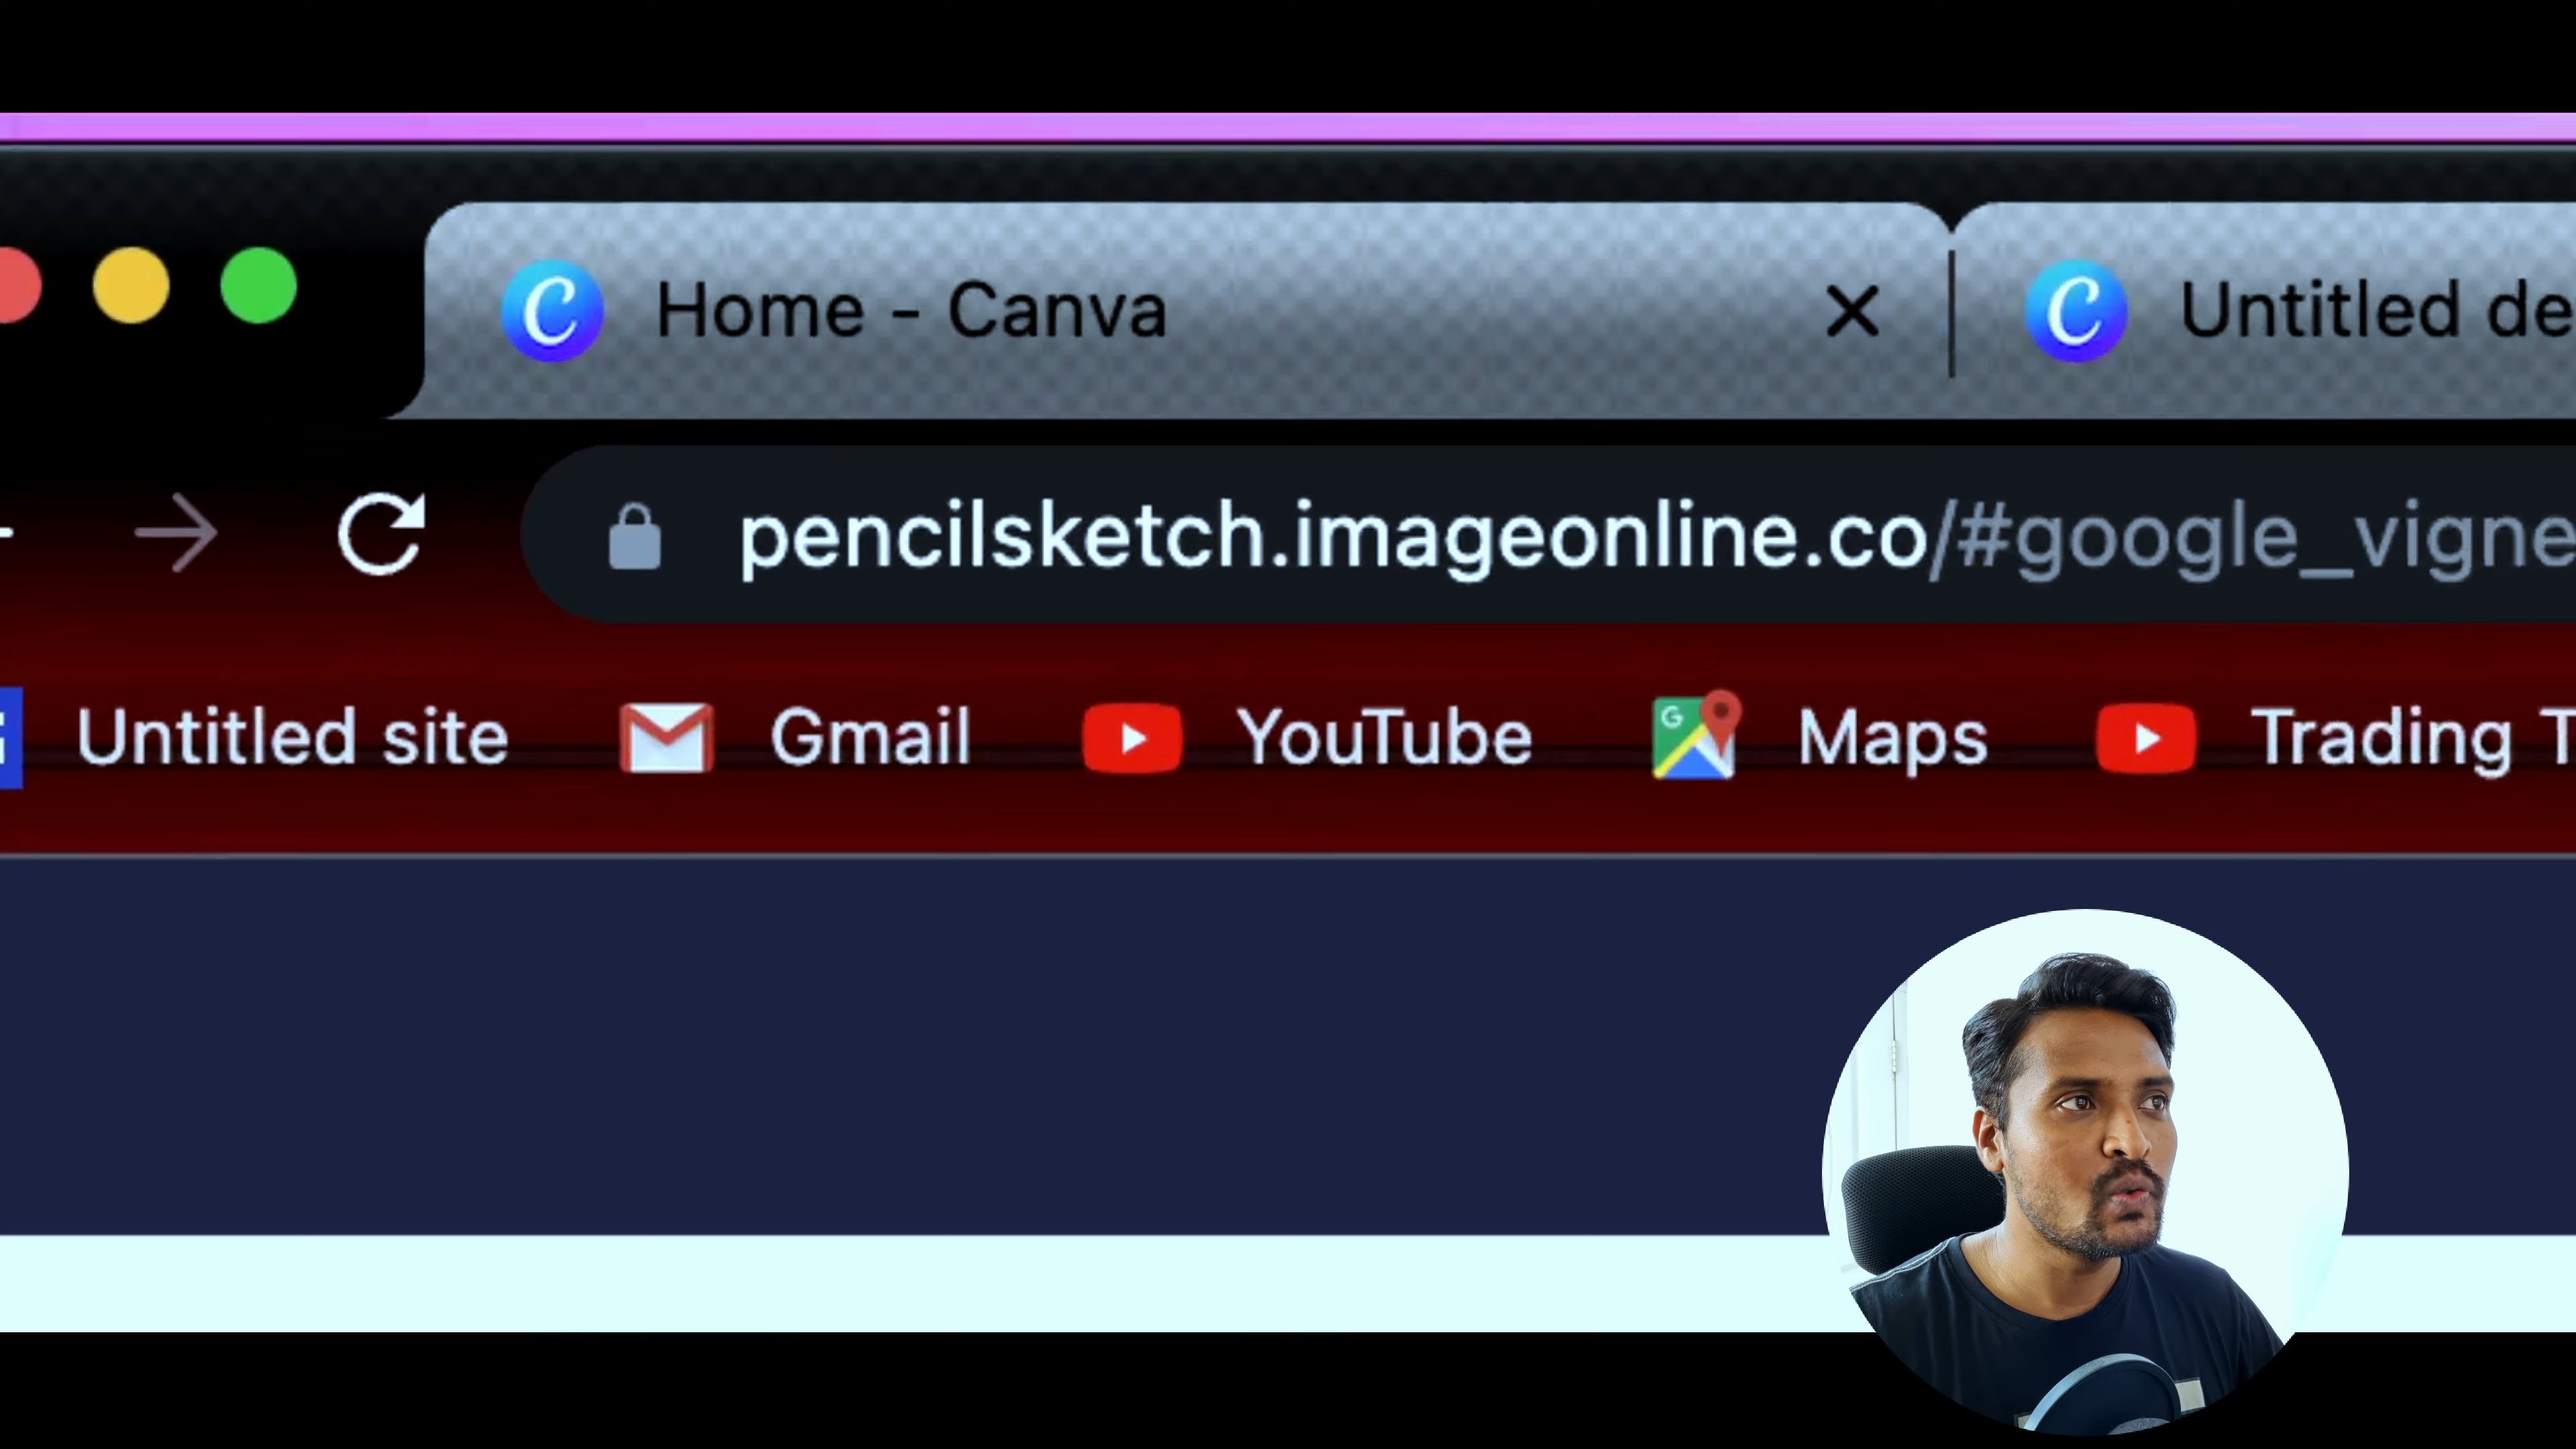 Home - Canva
Untitled de
pencilsketch.imageonline.co/#google_vigne
Untitled site
Gmail
YouTube
Maps
Trading T